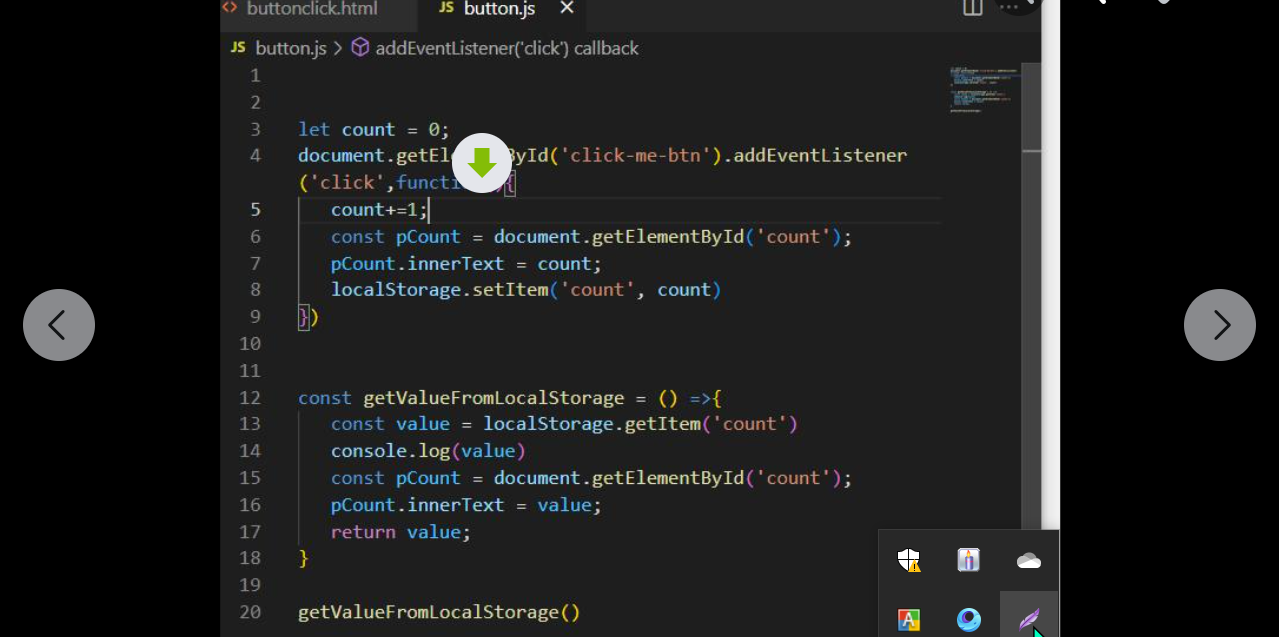 buttonclick.html
JS button.js
JS button.js > addEventListener('click') callback
1
2
3 let count = 0;
4 document.getEl yId('click-me-btn').addEventListener
('click',functi {
5 count+=1;
6 const pCount = document.getElementById('count');
7 pCount.innerText = count;
8 localStorage.setItem('count', count)
9 })
10
11
12 const getValueFromLocalStorage = () =>{
13 const value = localStorage.getItem('count')
14 console.log(value)
15 const pCount = document.getElementById('count');
16 pCount.innerText = value;
17 return value;
18 }
19
20 getValueFromLocalStorage()